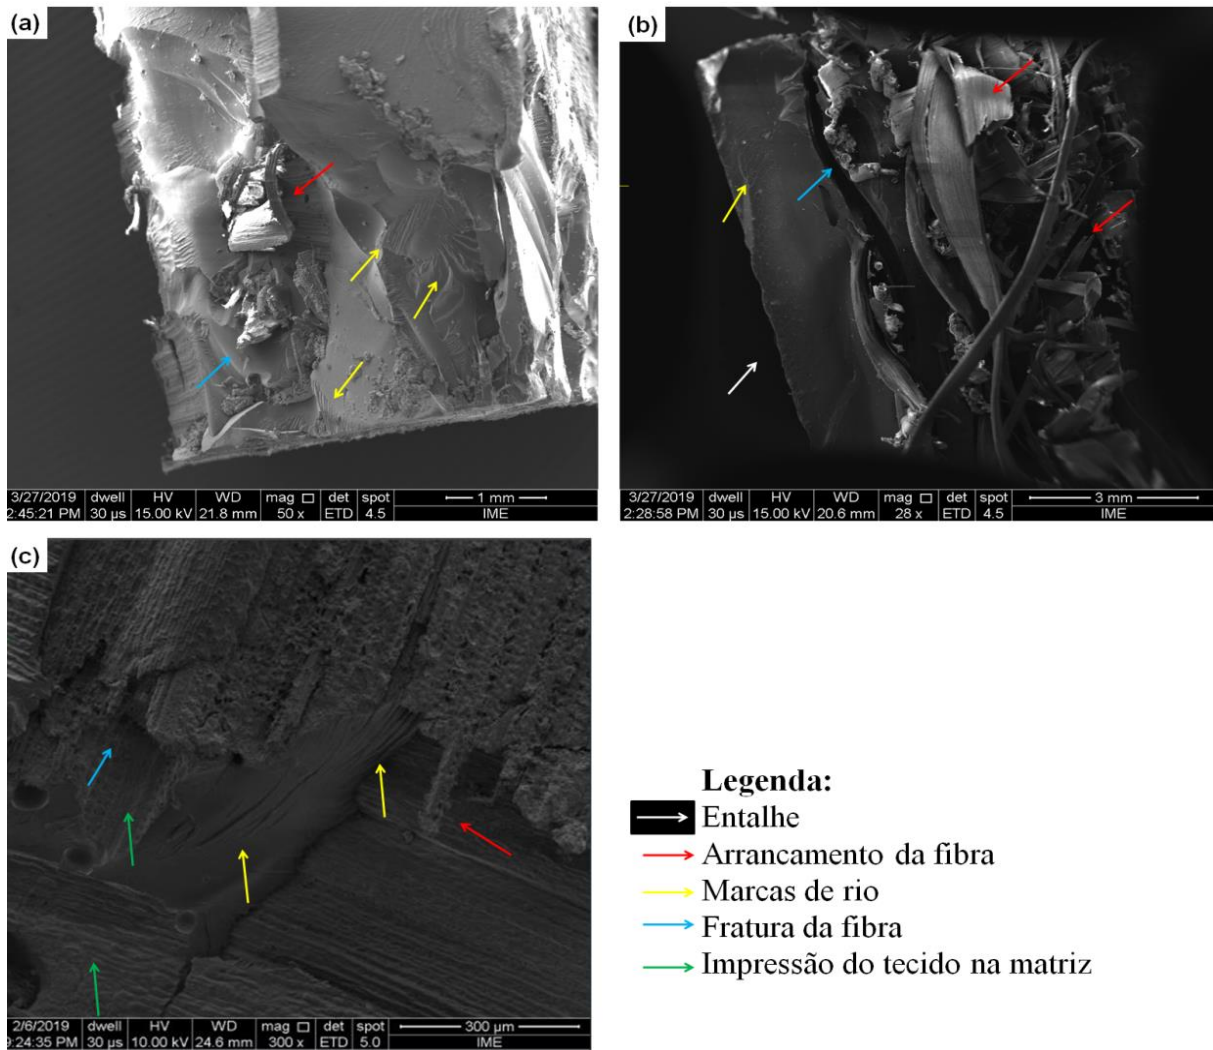 (a)
3/27/2019 dwell HV WD mag det spot 1 mm
2:45:21 PM 30 µs 15.00 kV 21.8 mm 50 x ETD 4.5 IME
(b)
3/27/2019 dwell HV WD mag det spot 3 mm
2:28:58 PM 30 µs 15.00 kV 20.6 mm 28 x ETD 4.5 IME
(c)
2/6/2019 dwell HV WD mag det spot 300 µm
9:24:35 PM 30 µs 10.00 kV 24.6 mm 300 x ETD 5.0 IME
Legenda:
Entalhe
Arrancamento da fibra
Marcas de rio
Fratura da fibra
Impressão do tecido na matriz